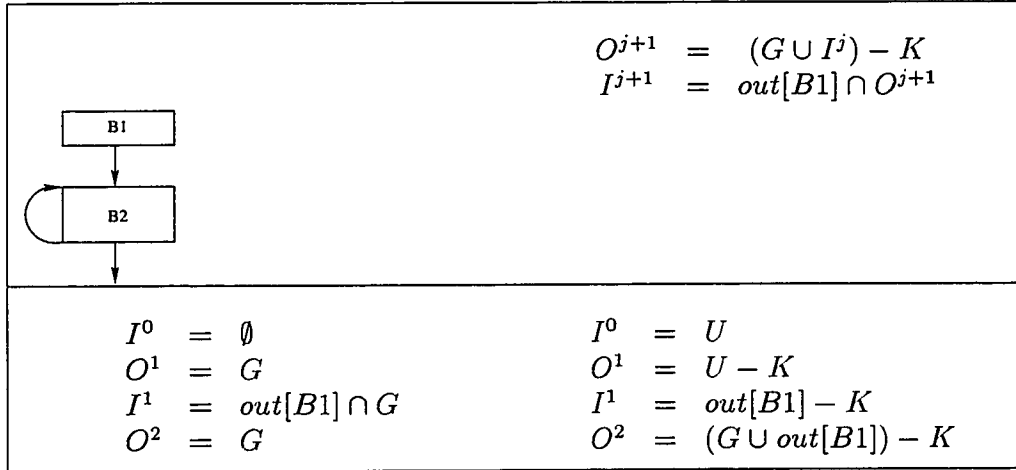 O^{j+1} = (G ∪ I^j) − K
I^{j+1} = out[B1] ∩ O^{j+1}
B1
B2
I^0 = ∅
O^1 = G
I^1 = out[B1] ∩ G
O^2 = G
I^0 = U
O^1 = U − K
I^1 = out[B1] − K
O^2 = (G ∪ out[B1]) − K